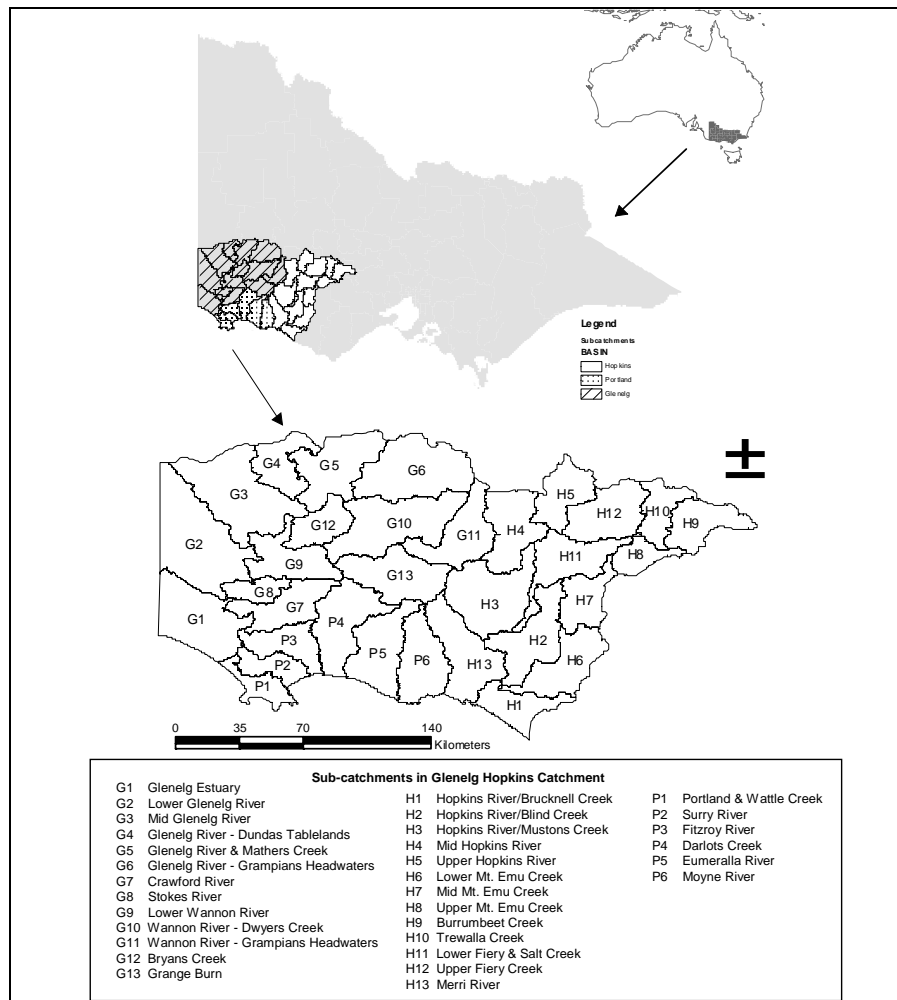 Legend
Subcatchments
BASIN
Hopkins
Portland
Glenelg
±
G4
G5
G6
G3
H5
H10
H9
G12
G10
G11
H4
H12
G2
H11
H8
G9
G13
G8
H3
H7
G1
G7
P4
P3
H2
P5
P6
H6
P2
H13
P1
H1
0 35 70 140
Kilometers
Sub-catchments in Glenelg Hopkins Catchment
G1 Glenelg Estuary
G2 Lower Glenelg River
G3 Mid Glenelg River
G4 Glenelg River - Dundas Tablelands
G5 Glenelg River & Mathers Creek
G6 Glenelg River - Grampians Headwaters
G7 Crawford River
G8 Stokes River
G9 Lower Wannon River
G10 Wannon River - Dwyers Creek
G11 Wannon River - Grampians Headwaters
G12 Bryans Creek
G13 Grange Burn
H1 Hopkins River/Brucknell Creek
H2 Hopkins River/Blind Creek
H3 Hopkins River/Mustons Creek
H4 Mid Hopkins River
H5 Upper Hopkins River
H6 Lower Mt. Emu Creek
H7 Mid Mt. Emu Creek
H8 Upper Mt. Emu Creek
H9 Burrumbeet Creek
H10 Trewalla Creek
H11 Lower Fiery & Salt Creek
H12 Upper Fiery Creek
H13 Merri River
P1 Portland & Wattle Creek
P2 Surry River
P3 Fitzroy River
P4 Darlots Creek
P5 Eumeralla River
P6 Moyne River